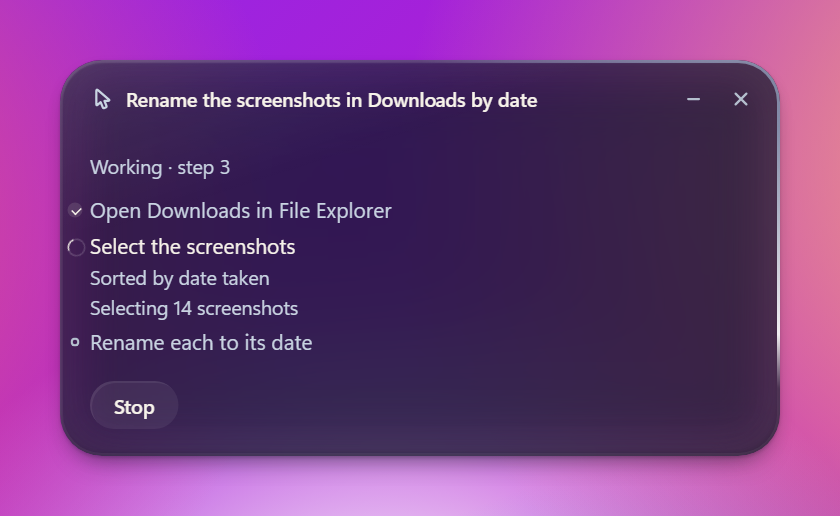 Rename the screenshots in Downloads by date
Working · step 3
Open Downloads in File Explorer
Select the screenshots
Sorted by date taken
Selecting 14 screenshots
Rename each to its date
Stop